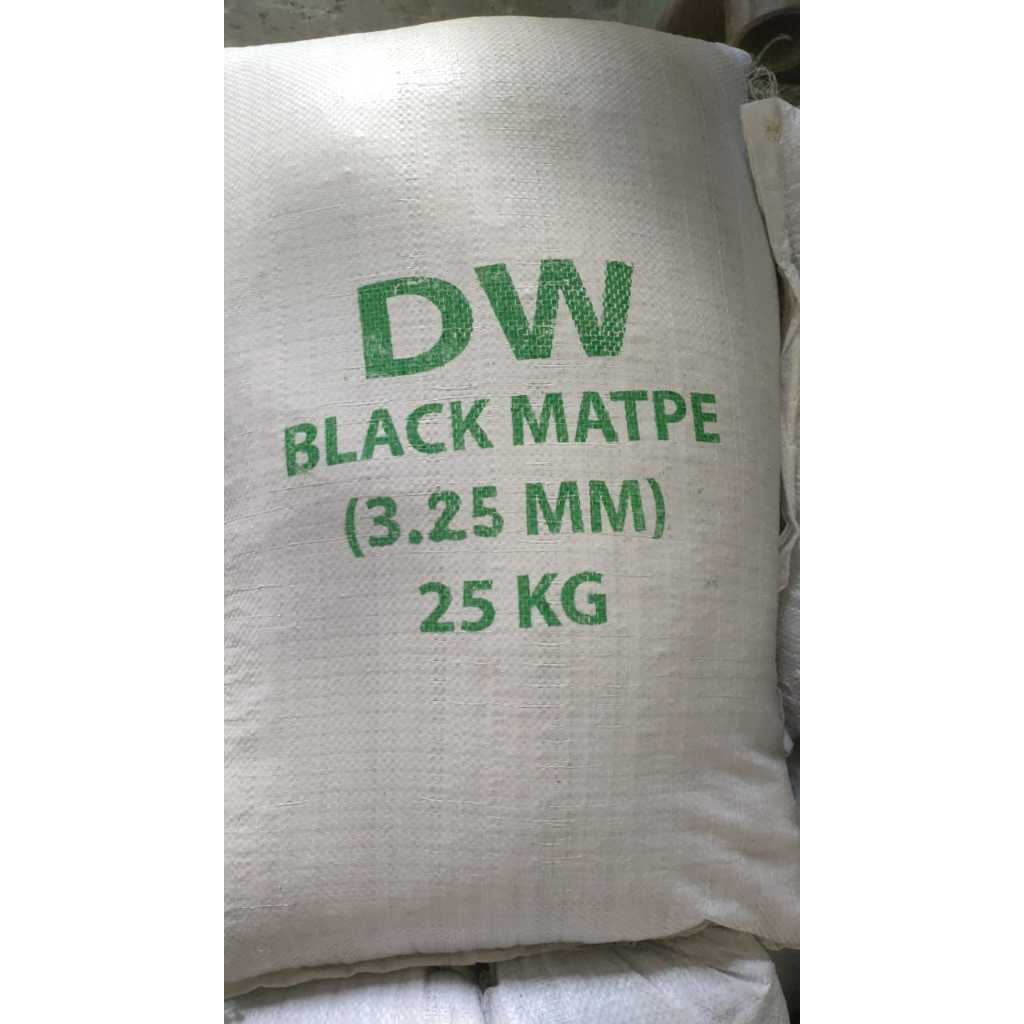 DW
BLACK MATPE
(3.25 MM)
25 KG